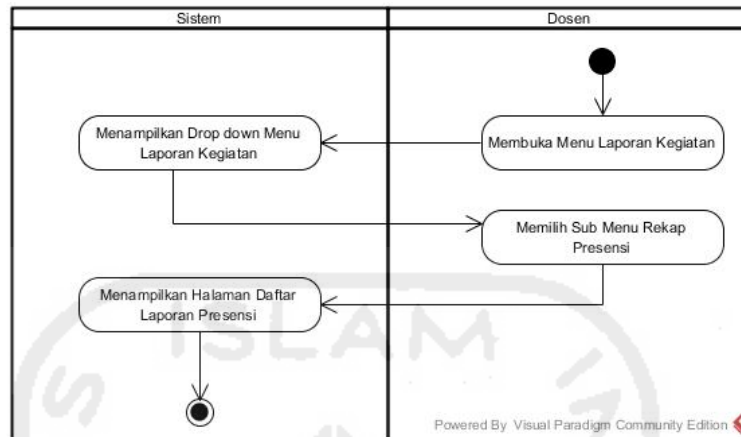 Sistem
Dosen
Membuka Menu Laporan Kegiatan
Menampilkan Drop down Menu
Laporan Kegiatan
Memilih Sub Menu Rekap
Presensi
Menampilkan Halaman Daftar
Laporan Presensi
ISLAM
Powered By Visual Paradigm Community Edition